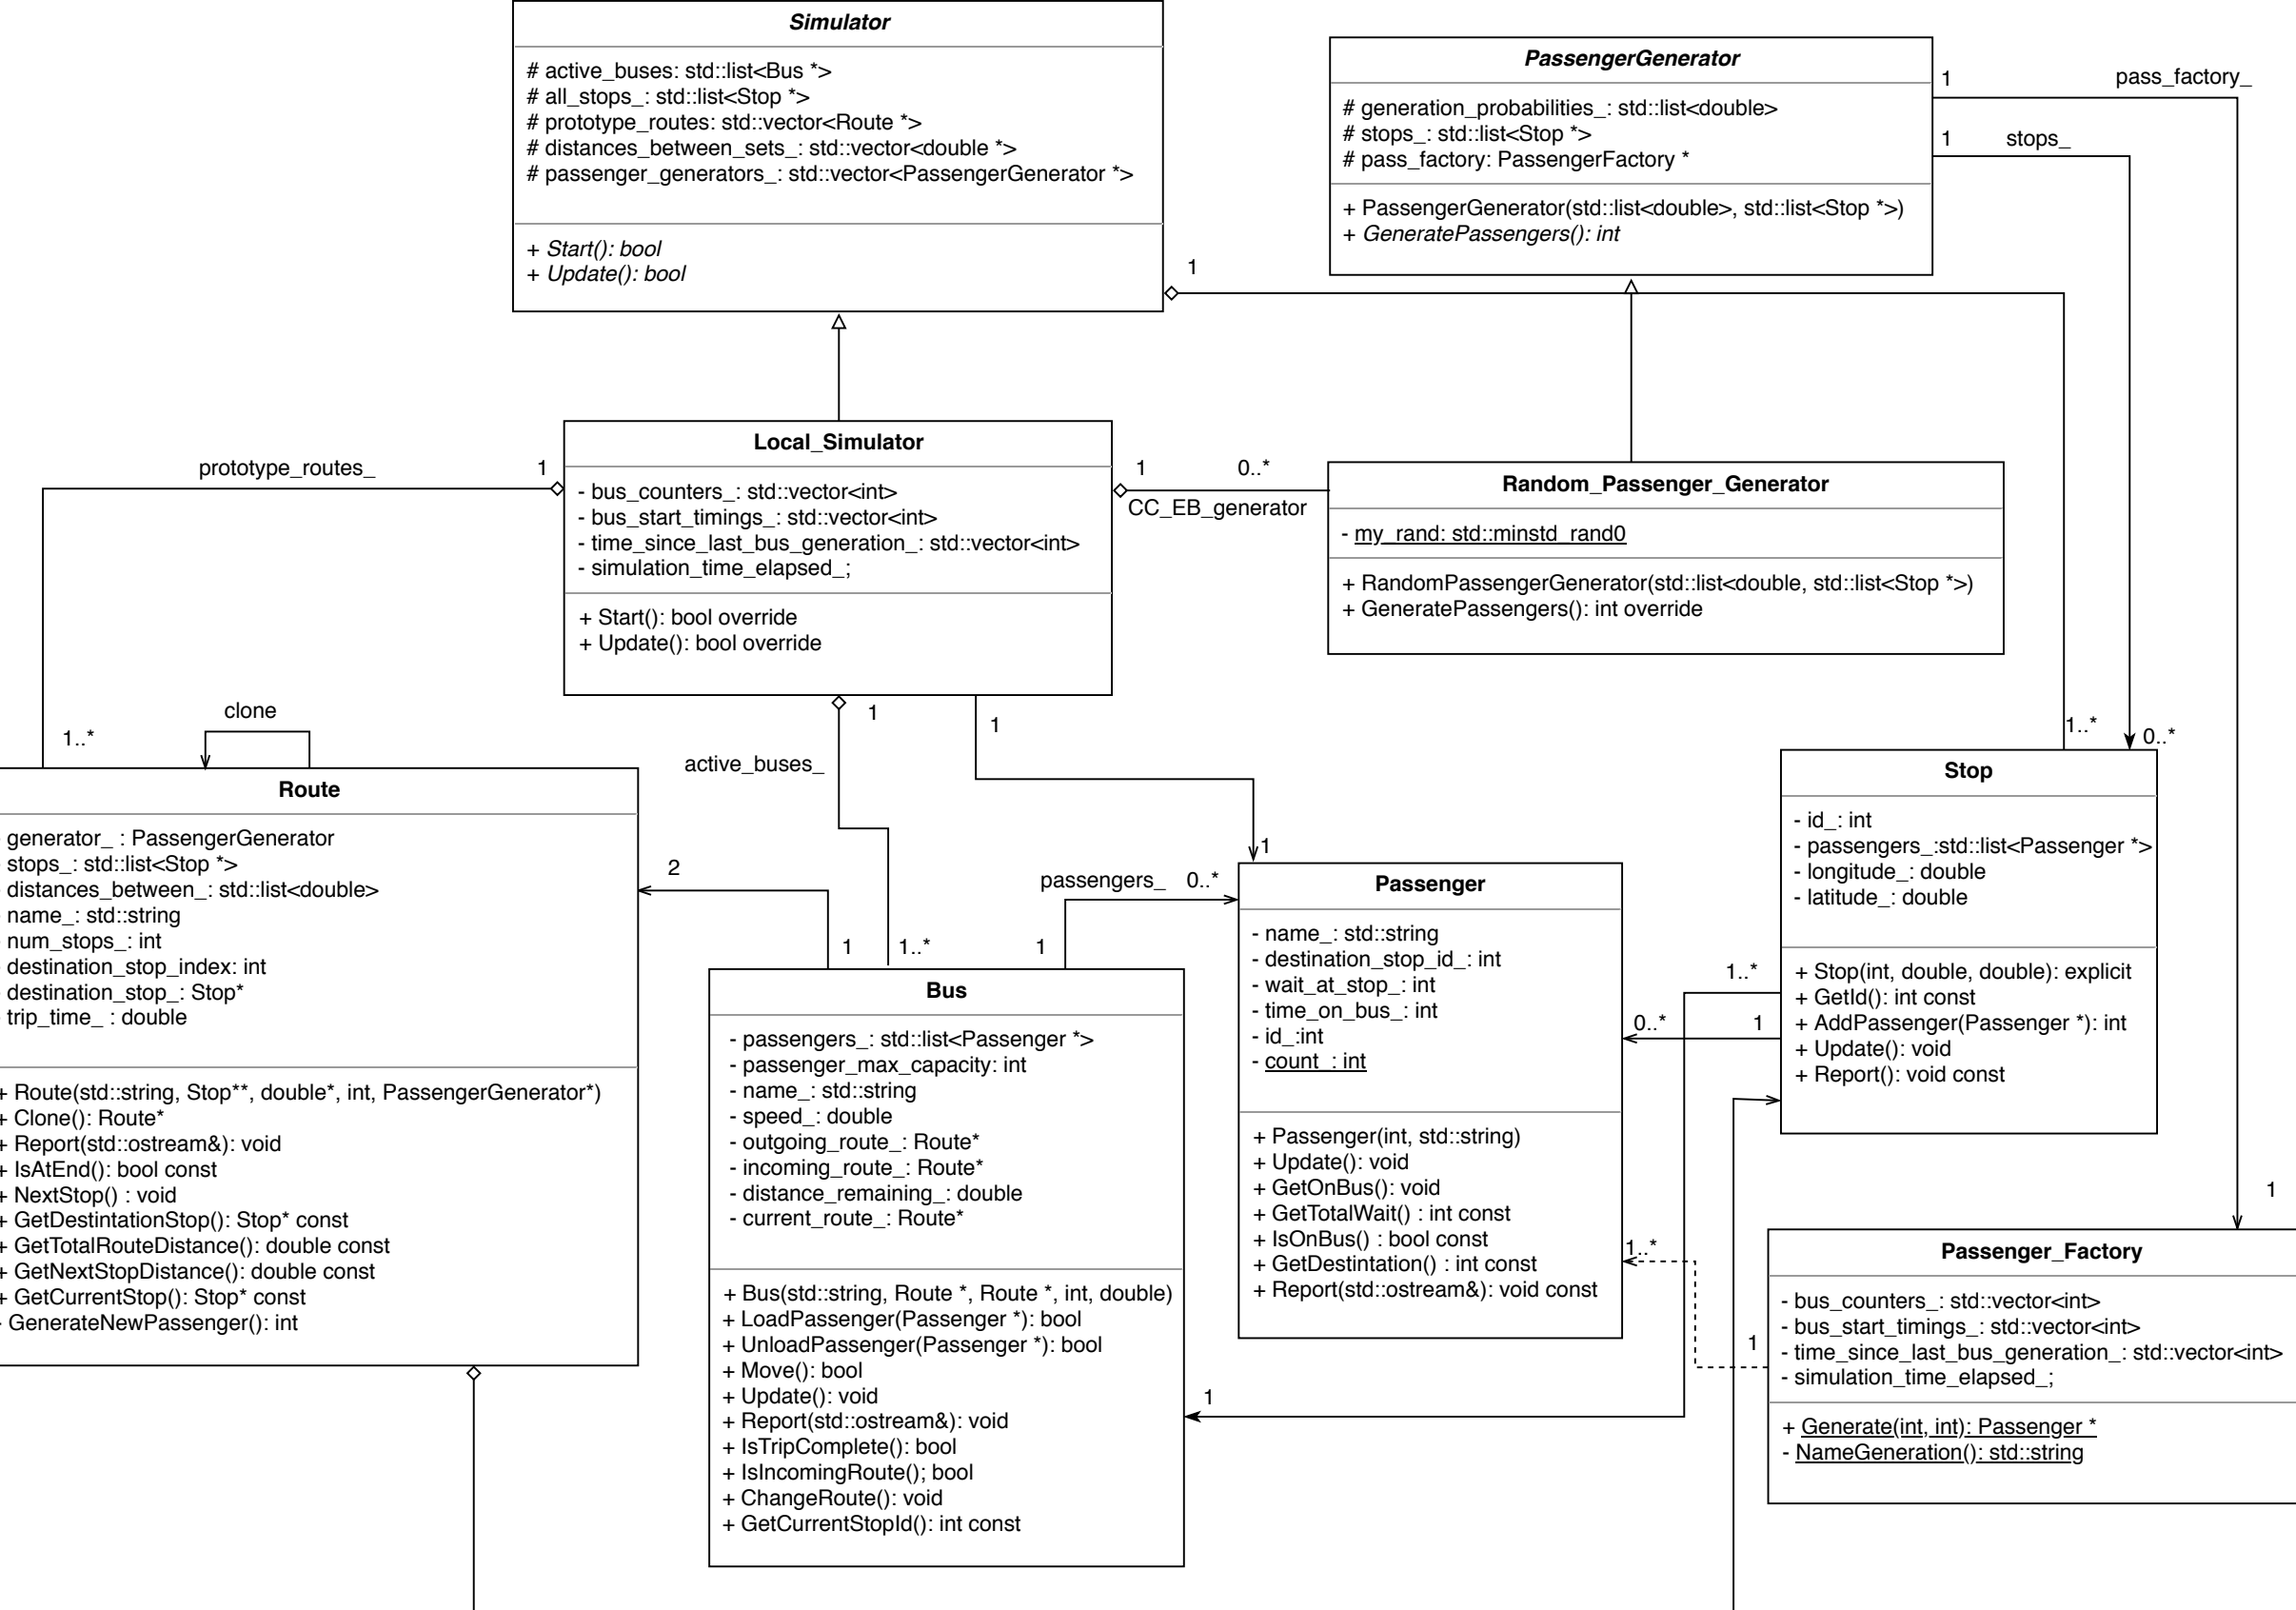 Simulator
# active_buses: std::list<Bus *>
# all_stops_: std::list<Stop *>
# prototype_routes: std::vector<Route *>
# distances_between_sets_: std::vector<double *>
# passenger_generators_: std::vector<PassengerGenerator *>
+ Start(): bool
+ Update(): bool
1
PassengerGenerator
# generation_probabilities_: std::list<double>
# stops_: std::list<Stop *>
# pass_factory: PassengerFactory *
+ PassengerGenerator(std::list<double>, std::list<Stop *>)
+ GeneratePassengers(): int
1
pass_factory_
1
stops_
Local_Simulator
- bus_counters_: std::vector<int>
- bus_start_timings_: std::vector<int>
- time_since_last_bus_generation_: std::vector<int>
- simulation_time_elapsed_;
+ Start(): bool override
+ Update(): bool override
prototype_routes_
1
1
0..*
CC_EB_generator
Random_Passenger_Generator
- my_rand: std::minstd_rand0
+ RandomPassengerGenerator(std::list<double, std::list<Stop *>)
+ GeneratePassengers(): int override
clone
1..*
1
1
active_buses_
1..*
0..*
Route
generator_ : PassengerGenerator
stops_: std::list<Stop *>
distances_between_: std::list<double>
name_: std::string
num_stops_: int
destination_stop_index: int
destination_stop_: Stop*
trip_time_ : double
+ Route(std::string, Stop**, double*, int, PassengerGenerator*)
+ Clone(): Route*
+ Report(std::ostream&): void
+ IsAtEnd(): bool const
+ NextStop() : void
+ GetDestintationStop(): Stop* const
+ GetTotalRouteDistance(): double const
+ GetNextStopDistance(): double const
+ GetCurrentStop(): Stop* const
GenerateNewPassenger(): int
2
1
1..*
passengers_
0..*
1
1
Bus
- passengers_: std::list<Passenger *>
- passenger_max_capacity: int
- name_: std::string
- speed_: double
- outgoing_route_: Route*
- incoming_route_: Route*
- distance_remaining_: double
- current_route_: Route*
+ Bus(std::string, Route *, Route *, int, double)
+ LoadPassenger(Passenger *): bool
+ UnloadPassenger(Passenger *): bool
+ Move(): bool
+ Update(): void
+ Report(std::ostream&): void
+ IsTripComplete(): bool
+ IsIncomingRoute(); bool
+ ChangeRoute(): void
+ GetCurrentStopId(): int const
Passenger
- name_: std::string
- destination_stop_id_: int
- wait_at_stop_: int
- time_on_bus_: int
- id_:int
- count_: int
+ Passenger(int, std::string)
+ Update(): void
+ GetOnBus(): void
+ GetTotalWait() : int const
+ IsOnBus() : bool const
+ GetDestintation() : int const
+ Report(std::ostream&): void const
Stop
- id_: int
- passengers_:std::list<Passenger *>
- longitude_: double
- latitude_: double
+ Stop(int, double, double): explicit
+ GetId(): int const
+ AddPassenger(Passenger *): int
+ Update(): void
+ Report(): void const
1..*
0..*
1
1
1..*
1
1
Passenger_Factory
- bus_counters_: std::vector<int>
- bus_start_timings_: std::vector<int>
- time_since_last_bus_generation_: std::vector<int>
- simulation_time_elapsed_;
+ Generate(int, int): Passenger *
- NameGeneration(): std::string